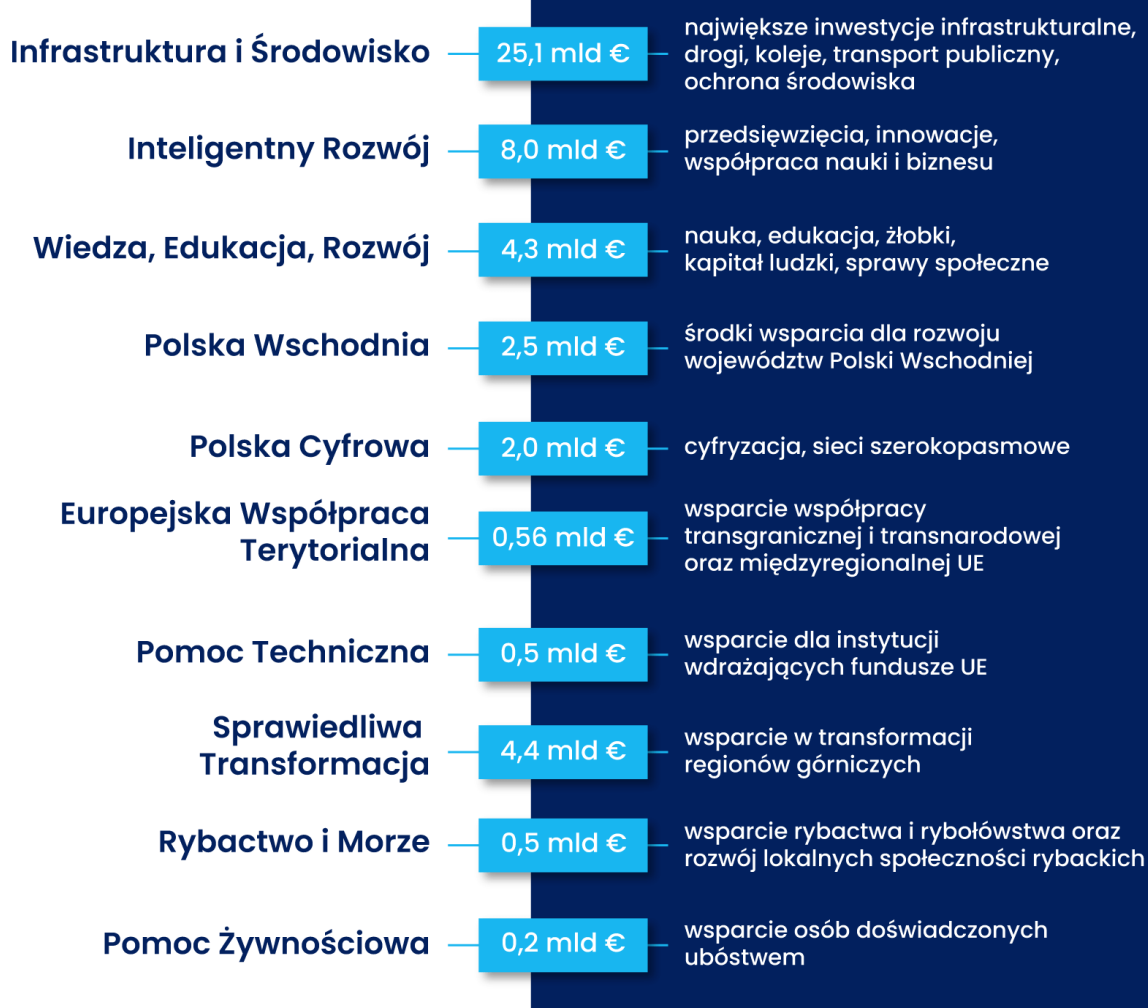 Infrastruktura i Środowisko
25,1 mld €
największe inwestycje infrastrukturalne,
drogi, koleje, transport publiczny,
ochrona środowiska
Inteligentny Rozwój
8,0 mld €
przedsięwzięcia, innowacje,
współpraca nauki i biznesu
Wiedza, Edukacja, Rozwój
4,3 mld €
nauka, edukacja, żłobki,
kapitał ludzki, sprawy społeczne
Polska Wschodnia
2,5 mld €
środki wsparcia dla rozwoju
województw Polski Wschodniej
Polska Cyfrowa
2,0 mld €
cyfryzacja, sieci szerokopasmowe
Europejska Współpraca
Terytorialna
0,56 mld €
wsparcie współpracy
transgranicznej i transnarodowej
oraz międzyregionalnej UE
Pomoc Techniczna
0,5 mld €
wsparcie dla instytucji
wdrażających fundusze UE
Sprawiedliwa
Transformacja
4,4 mld €
wsparcie w transformacji
regionów górniczych
Rybactwo i Morze
0,5 mld €
wsparcie rybactwa i rybołówstwa oraz
rozwój lokalnych społeczności rybackich
Pomoc Żywnościowa
0,2 mld €
wsparcie osób doświadczonych
ubóstwem